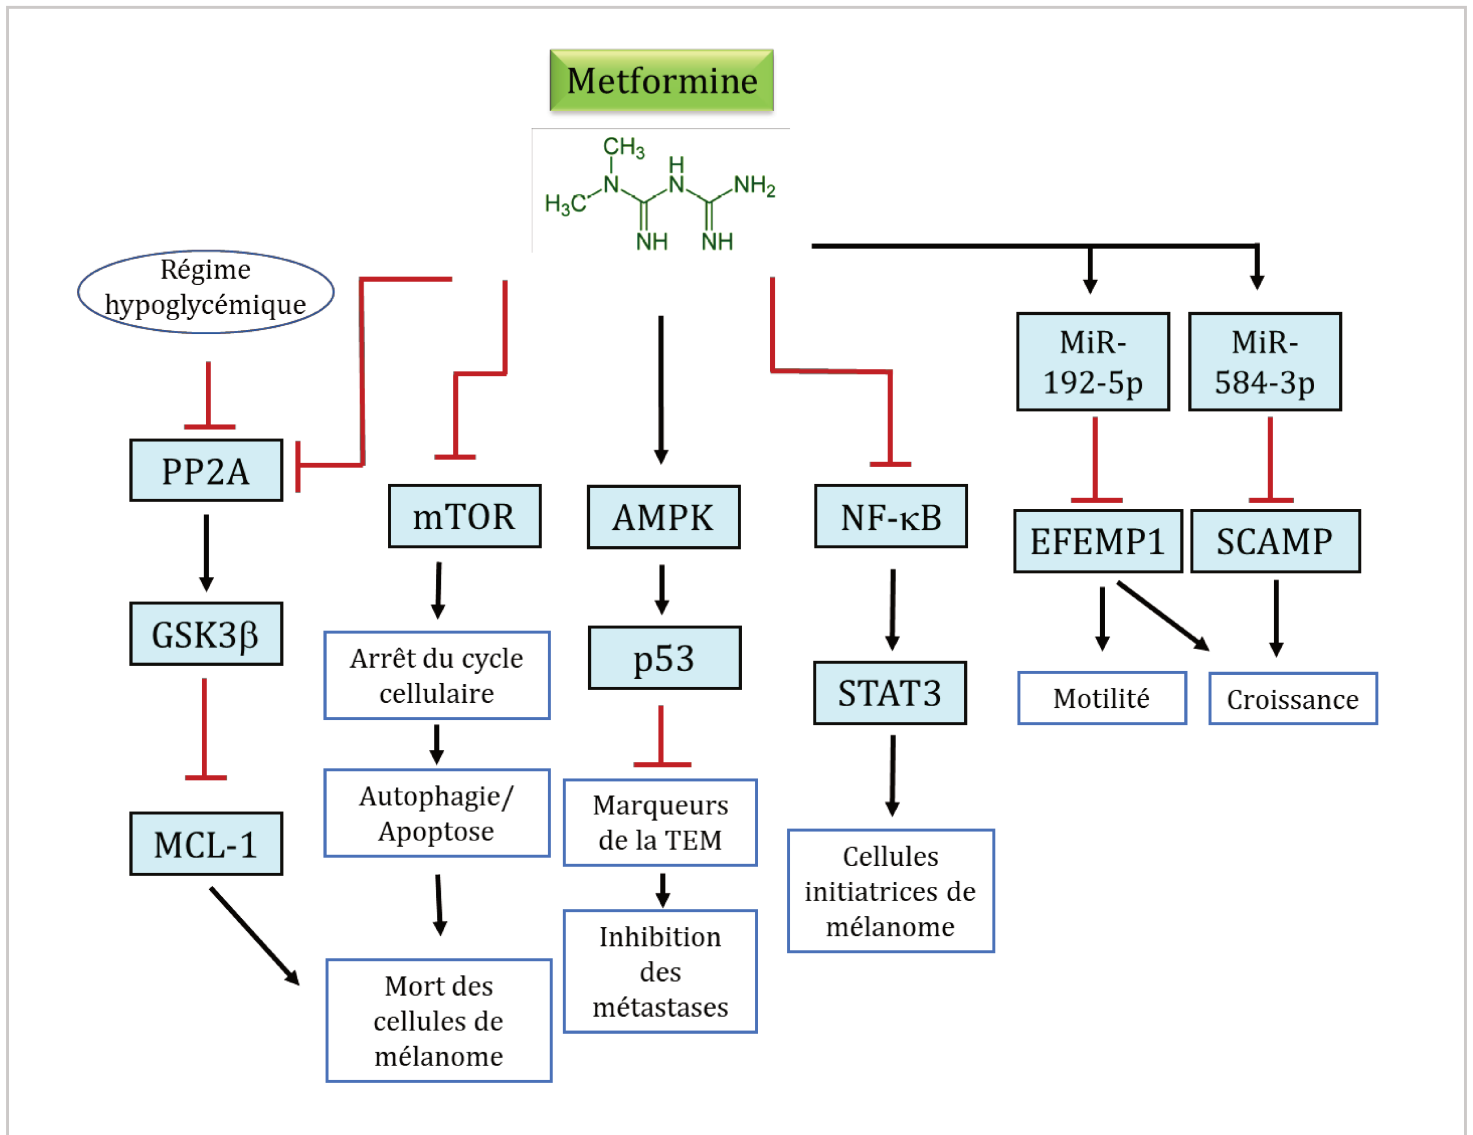 Metformine
CH3
H
N
N
NH2
H3C
NH
NH
Régime
hypoglycémique
MiR-
192-5p
MiR-
584-3p
PP2A
mTOR
AMPK
NF-κB
EFEMP1
SCAMP
GSK3β
Arrêt du cycle
cellulaire
p53
STAT3
Motilité
Croissance
MCL-1
Autophagie/
Apoptose
Marqueurs
de la TEM
Cellules
initiatrices de
mélanome
Mort des
cellules de
mélanome
Inhibition
des
métastases